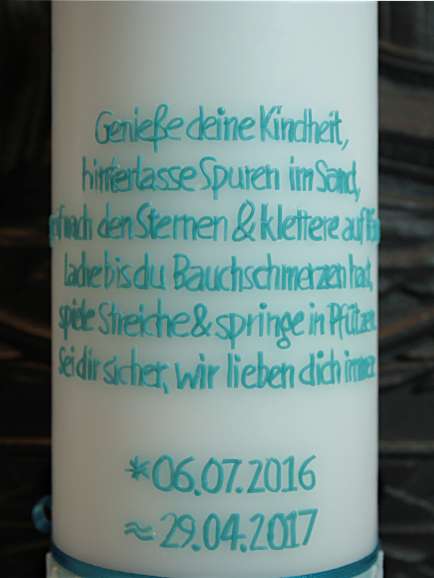 Genieße deine Kindheit,
hinterlasse Spuren im Sand,
nach den Sternen & klettere auf
Lache bis du Bauchschmerzen hast,
spiele Streiche & springe in Pfützen.
Sei dir sicher, wir lieben dich immer
*06.07.2016
≈ 29.04.2017